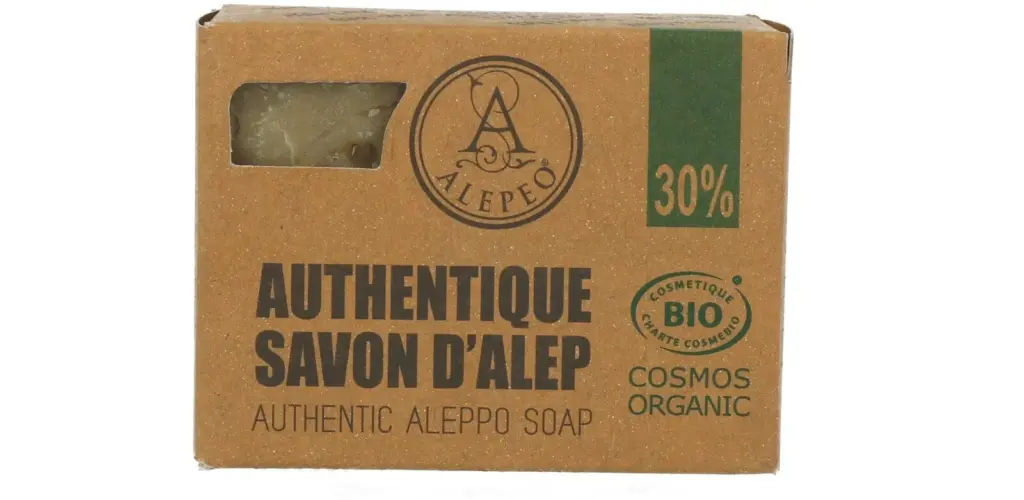 A
ALEPEO®
30%
AUTHENTIQUE
SAVON D'ALEP
AUTHENTIC ALEPPO SOAP
COSMETIQUE
BIO
CHARTE COSMEBIO
COSMOS
ORGANIC